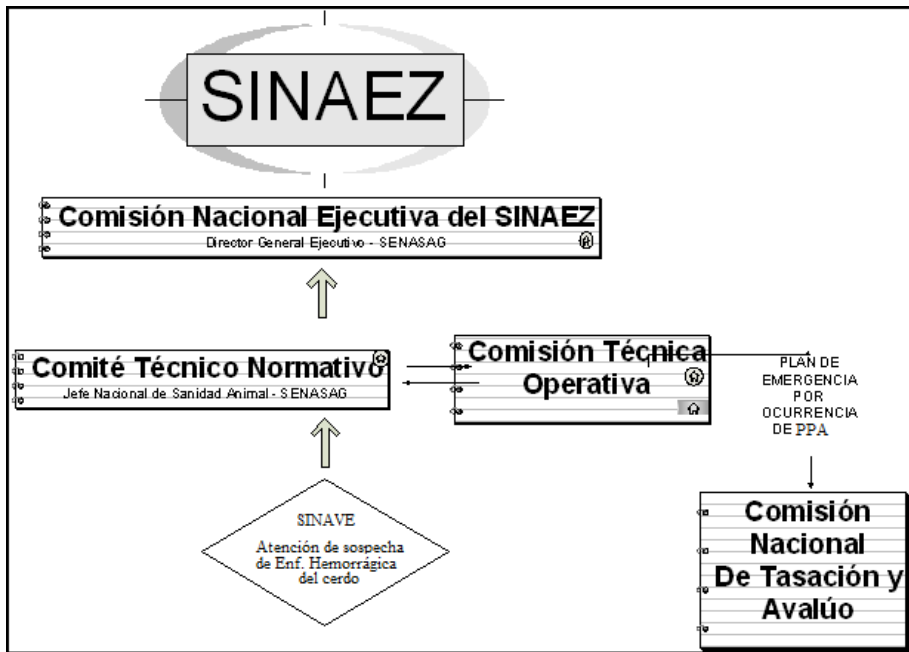 SINAEZ
Comisión Nacional Ejecutiva del SINAEZ
Director General Ejecutivo - SENASAG
Comité Técnico Normativo
Jefe Nacional de Sanidad Animal - SENASAG
Comisión Técnica
Operativa
PLAN DE
EMERGENCIA
POR
OCURRENCIA
DE PPA
SINAVE
Atención de sospecha
de Enf. Hemorrágica
del cerdo
Comisión
Nacional
De Tasación y
Avalúo